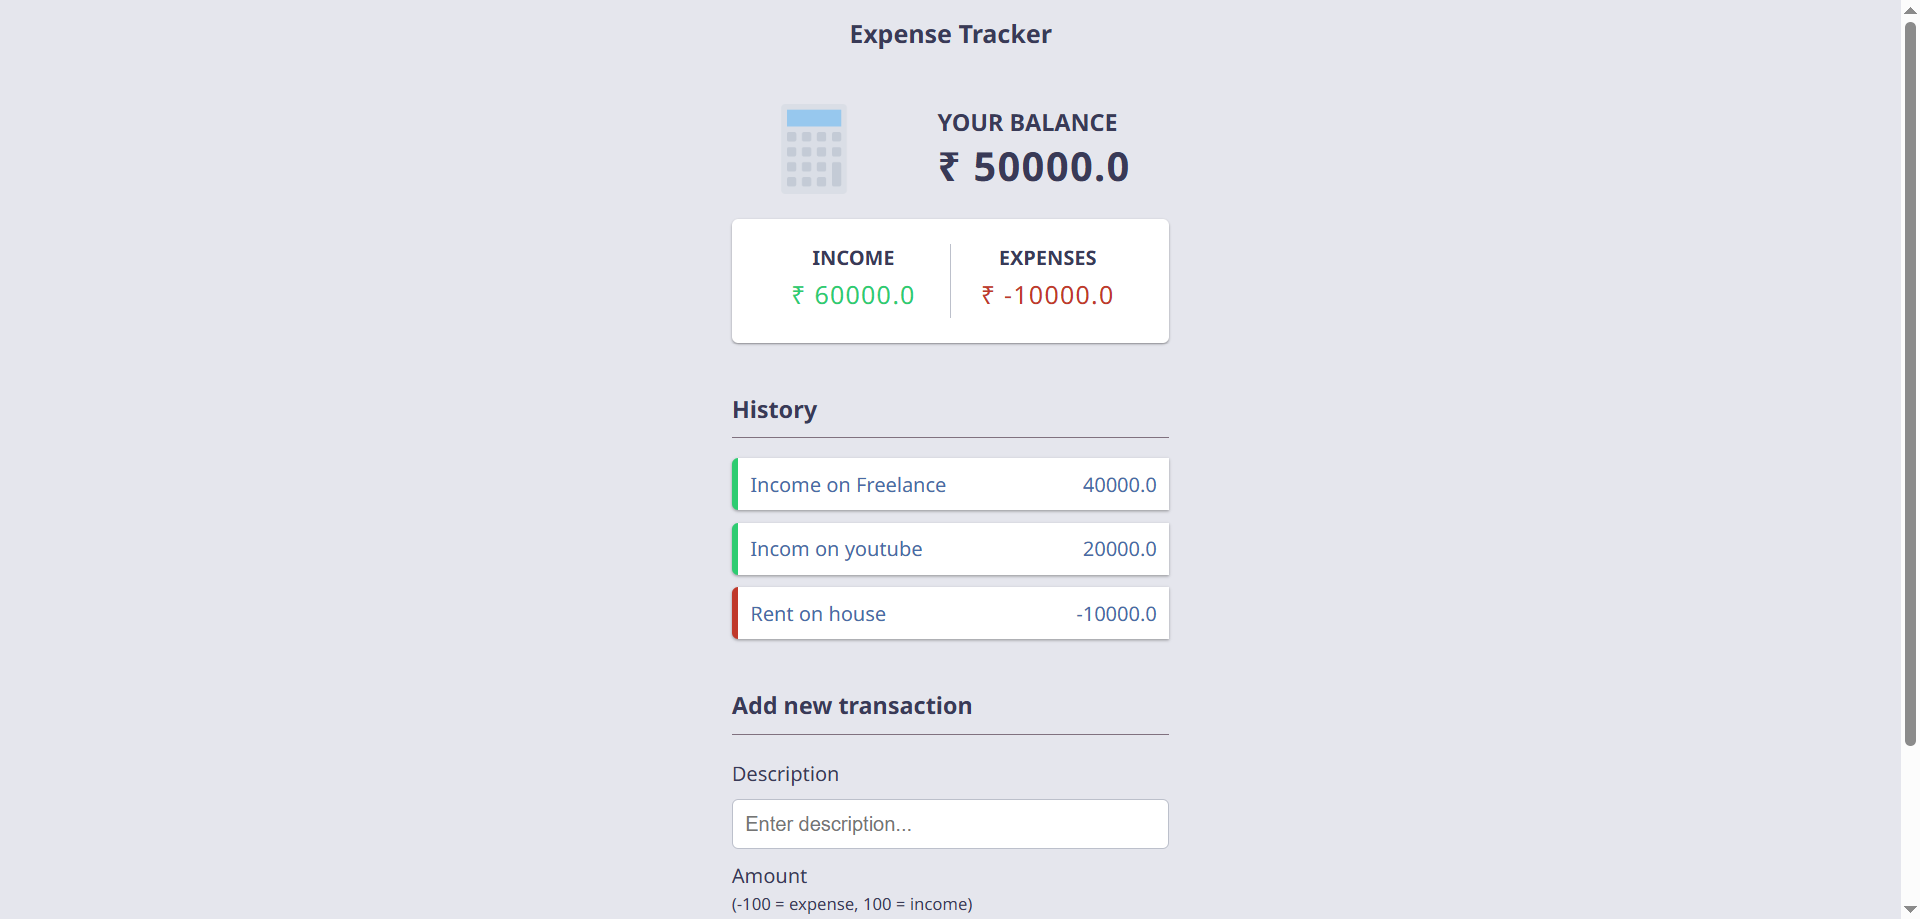 Expense Tracker
YOUR BALANCE
₹ 50000.0
INCOME
₹ 60000.0
EXPENSES
₹ -10000.0
History
Income on Freelance 40000.0
Incom on youtube 20000.0
Rent on house -10000.0
Add new transaction
Description
Enter description...
Amount
(-100 = expense, 100 = income)